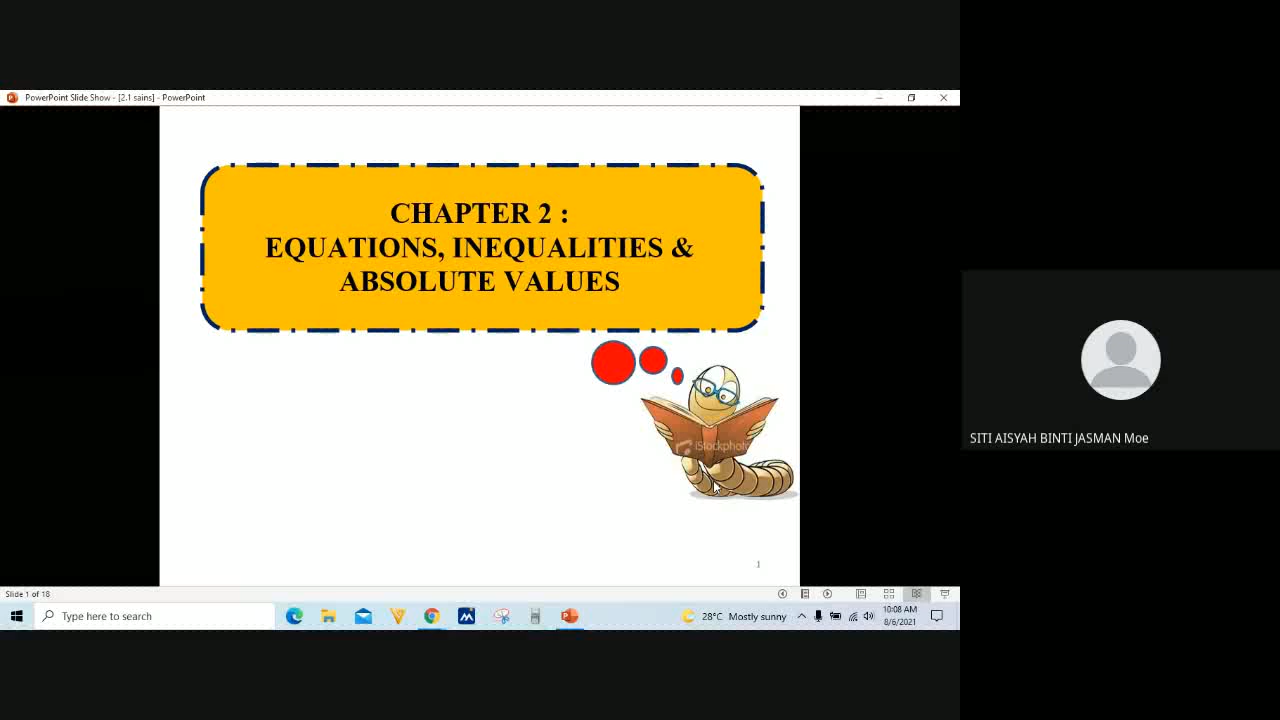 PowerPoint Slide Show - [2.1 sains] - PowerPoint
CHAPTER 2 :
EQUATIONS, INEQUALITIES &
ABSOLUTE VALUES
iStockphoto
1
SITI AISYAH BINTI JASMAN Moe
Slide 1 of 18
Type here to search
28°C Mostly sunny
10:08 AM
8/6/2021